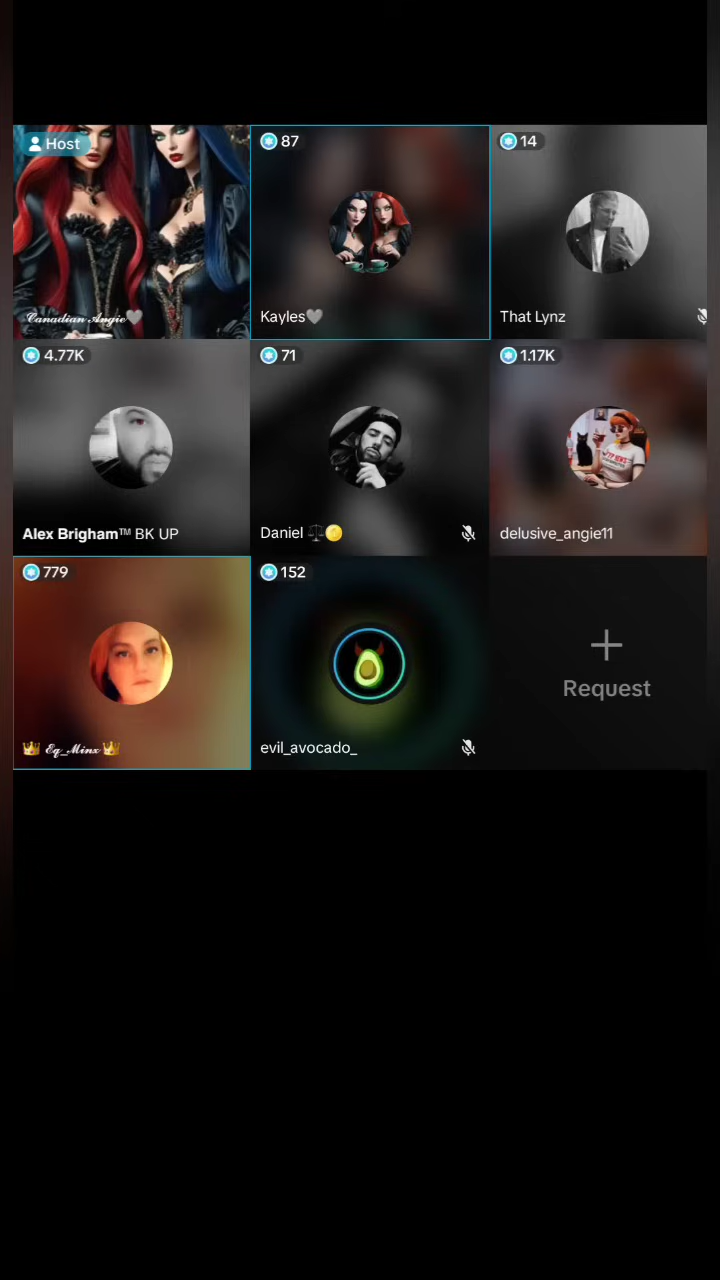 Host
Canadian Angie🩶
87
Kayles🩶
14
That Lynz
4.77K
Alex Brigham™ BK UP
71
Daniel ⚖️🪙
1.17K
delusive_angie11
779
👑 Eq_Minx 👑
152
evil_avocado_
+
Request